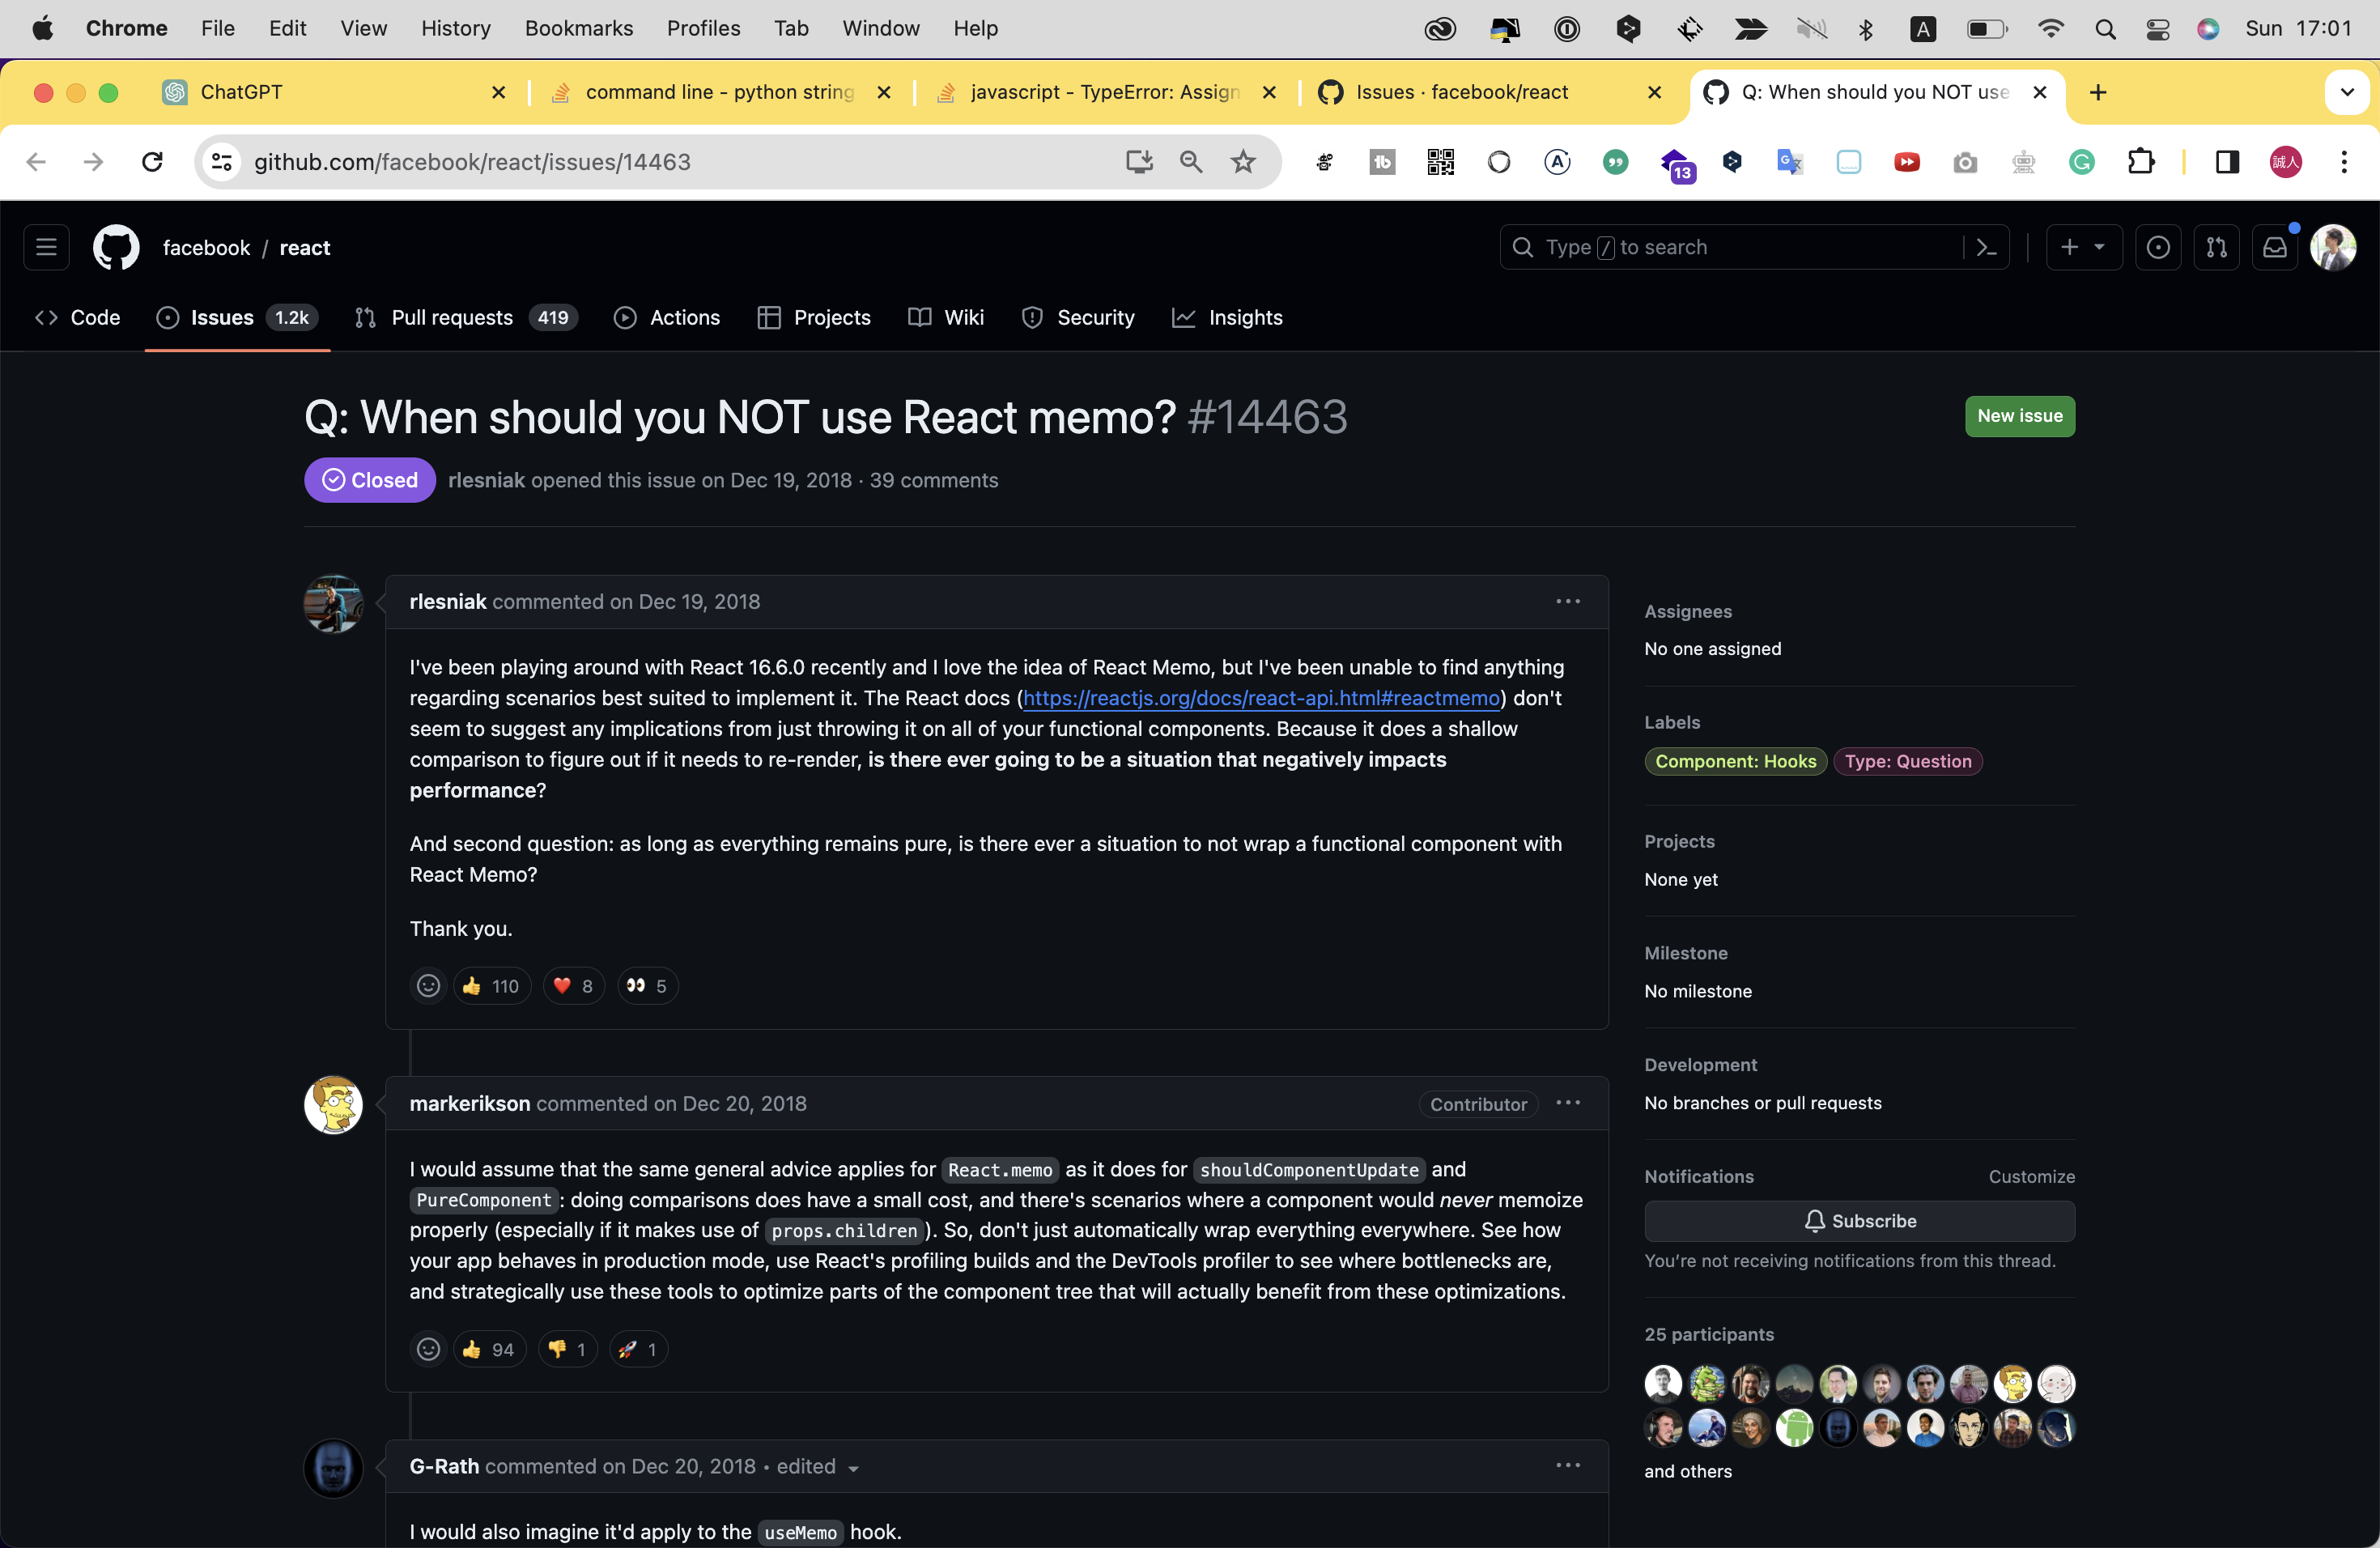 Chrome File Edit View History Bookmarks Profiles Tab Window Help A Sun 17:01
ChatGPT command line - python string javascript - TypeError: Assign Issues · facebook/react Q: When should you NOT use
github.com/facebook/react/issues/14463 13 誠人
facebook / react Type / to search
Code Issues 1.2k Pull requests 419 Actions Projects Wiki Security Insights
Q: When should you NOT use React memo? #14463 New issue
Closed rlesniak opened this issue on Dec 19, 2018 · 39 comments
rlesniak commented on Dec 19, 2018
I've been playing around with React 16.6.0 recently and I love the idea of React Memo, but I've been unable to find anything
regarding scenarios best suited to implement it. The React docs (https://reactjs.org/docs/react-api.html#reactmemo) don't
seem to suggest any implications from just throwing it on all of your functional components. Because it does a shallow
comparison to figure out if it needs to re-render, is there ever going to be a situation that negatively impacts
performance?
And second question: as long as everything remains pure, is there ever a situation to not wrap a functional component with
React Memo?
Thank you.
👍 110 ❤️ 8 👀 5
markerikson commented on Dec 20, 2018 Contributor
I would assume that the same general advice applies for React.memo as it does for shouldComponentUpdate and
PureComponent: doing comparisons does have a small cost, and there's scenarios where a component would never memoize
properly (especially if it makes use of props.children). So, don't just automatically wrap everything everywhere. See how
your app behaves in production mode, use React's profiling builds and the DevTools profiler to see where bottlenecks are,
and strategically use these tools to optimize parts of the component tree that will actually benefit from these optimizations.
👍 94 👎 1 🚀 1
G-Rath commented on Dec 20, 2018 • edited
I would also imagine it'd apply to the useMemo hook.
Assignees
No one assigned
Labels
Component: Hooks Type: Question
Projects
None yet
Milestone
No milestone
Development
No branches or pull requests
Notifications Customize
Subscribe
You're not receiving notifications from this thread.
25 participants
and others